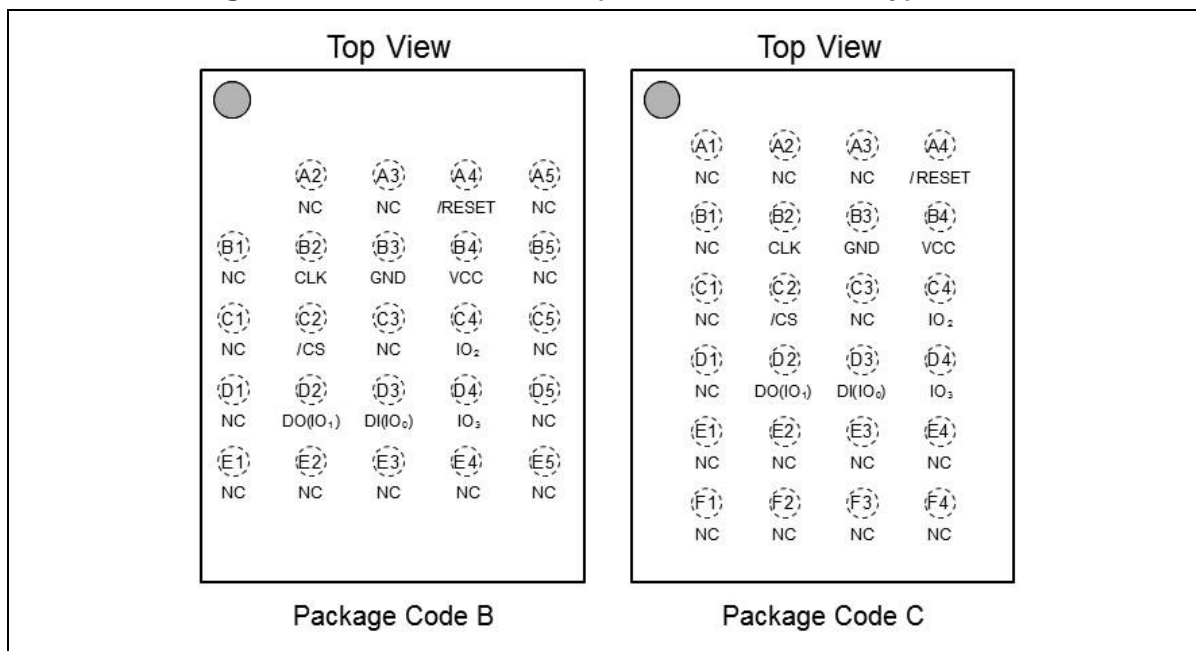 Top View
A2 A3 A4 A5
NC NC /RESET NC
B1 B2 B3 B4 B5
NC CLK GND VCC NC
C1 C2 C3 C4 C5
NC /CS NC IO₂ NC
D1 D2 D3 D4 D5
NC DO(IO₁) DI(IO₀) IO₃ NC
E1 E2 E3 E4 E5
NC NC NC NC NC
Package Code B
Top View
A1 A2 A3 A4
NC NC NC /RESET
B1 B2 B3 B4
NC CLK GND VCC
C1 C2 C3 C4
NC /CS NC IO₂
D1 D2 D3 D4
NC DO(IO₁) DI(IO₀) IO₃
E1 E2 E3 E4
NC NC NC NC
F1 F2 F3 F4
NC NC NC NC
Package Code C